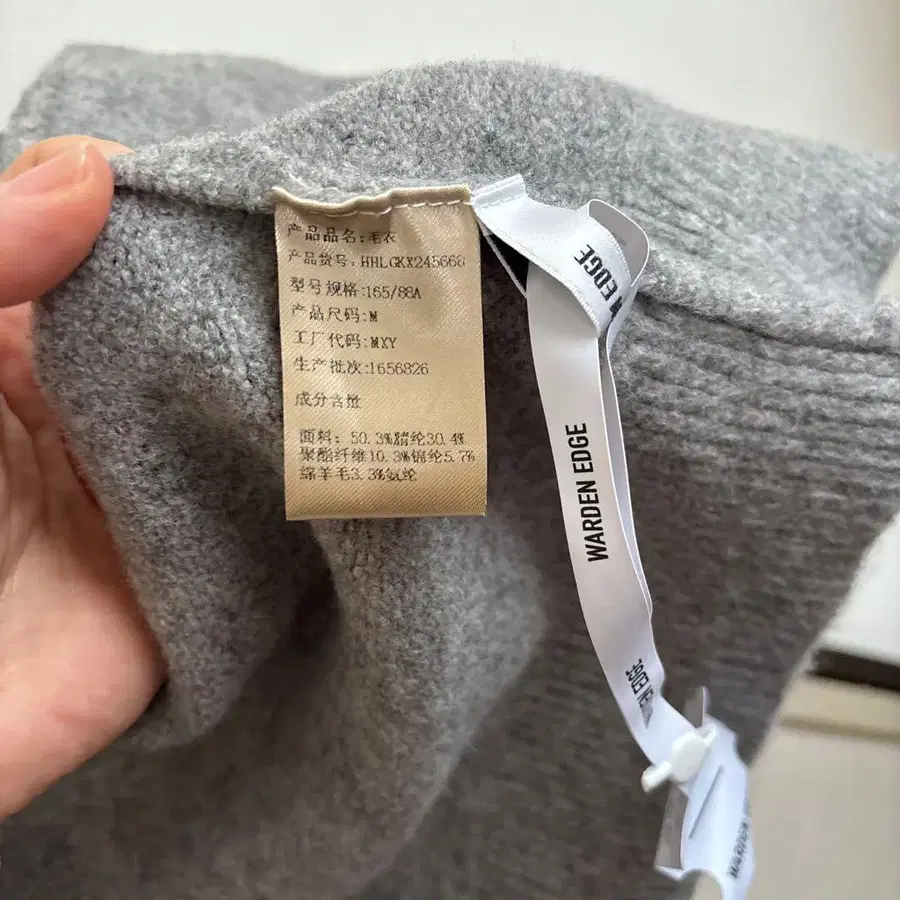 产品品名:毛衣
产品货号:HHLGKX245666
型号规格:165/88A
产品尺码:M
工厂代码:MXY
生产批次:1656826
成分含量
面料: 50.3%腈纶30.4%
聚酯纤维10.3%锦纶5.7%
绵羊毛3.3%氨纶
EDGE
WARDEN EDGE
EDGE
WARDEN